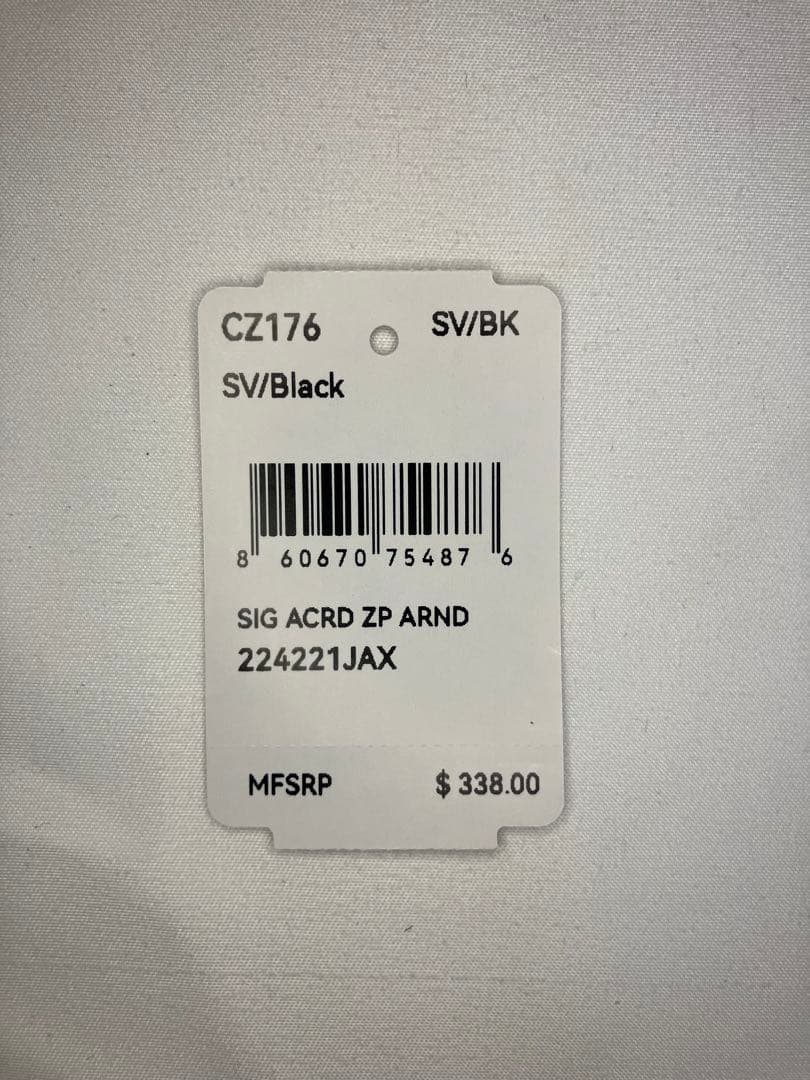 CZ176 SV/BK
SV/Black
8 60670 75487 6
SIG ACRD ZP ARND
224221JAX
MFSRP $ 338.00